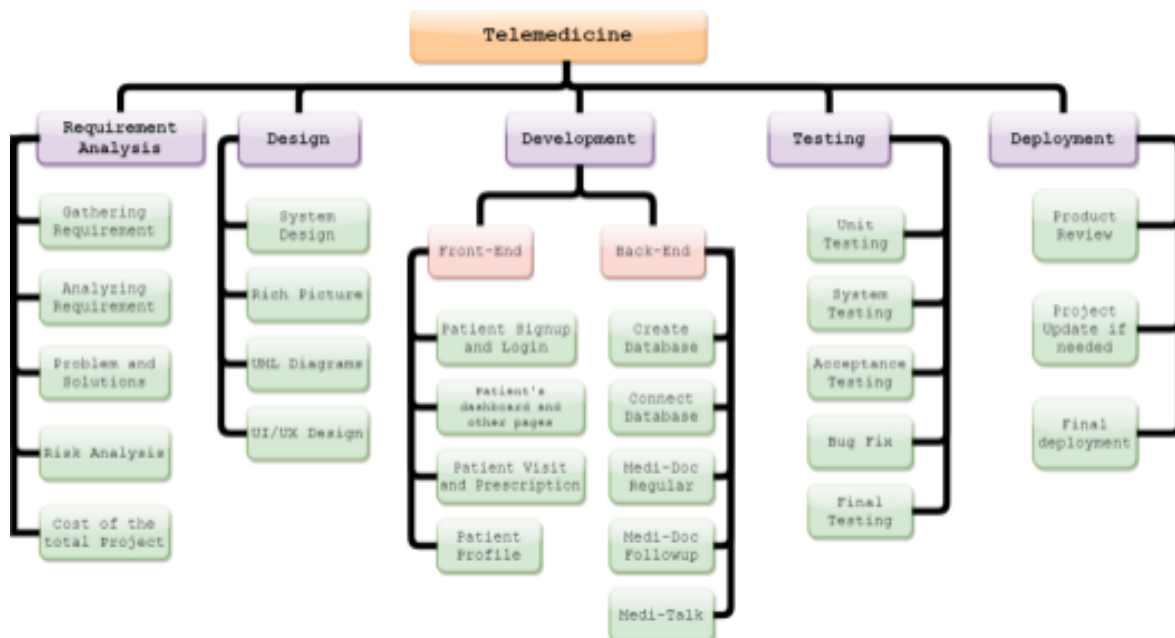 Telemedicine
Requirement
Analysis
Design
Development
Testing
Deployment
Gathering
Requirement
Analyzing
Requirement
Problem and
Solutions
Risk Analysis
Cost of the
total Project
System
Design
Rich Picture
UML Diagrams
UI/UX Design
Front-End
Patient Signup
and Login
Patient's
dashboard and
other pages
Patient Visit
and Prescription
Patient
Profile
Back-End
Create
Database
Connect
Database
Medi-Doc
Regular
Medi-Doc
Followup
Medi-Talk
Unit
Testing
System
Testing
Acceptance
Testing
Bug Fix
Final
Testing
Product
Review
Project
Update if
needed
Final
deployment